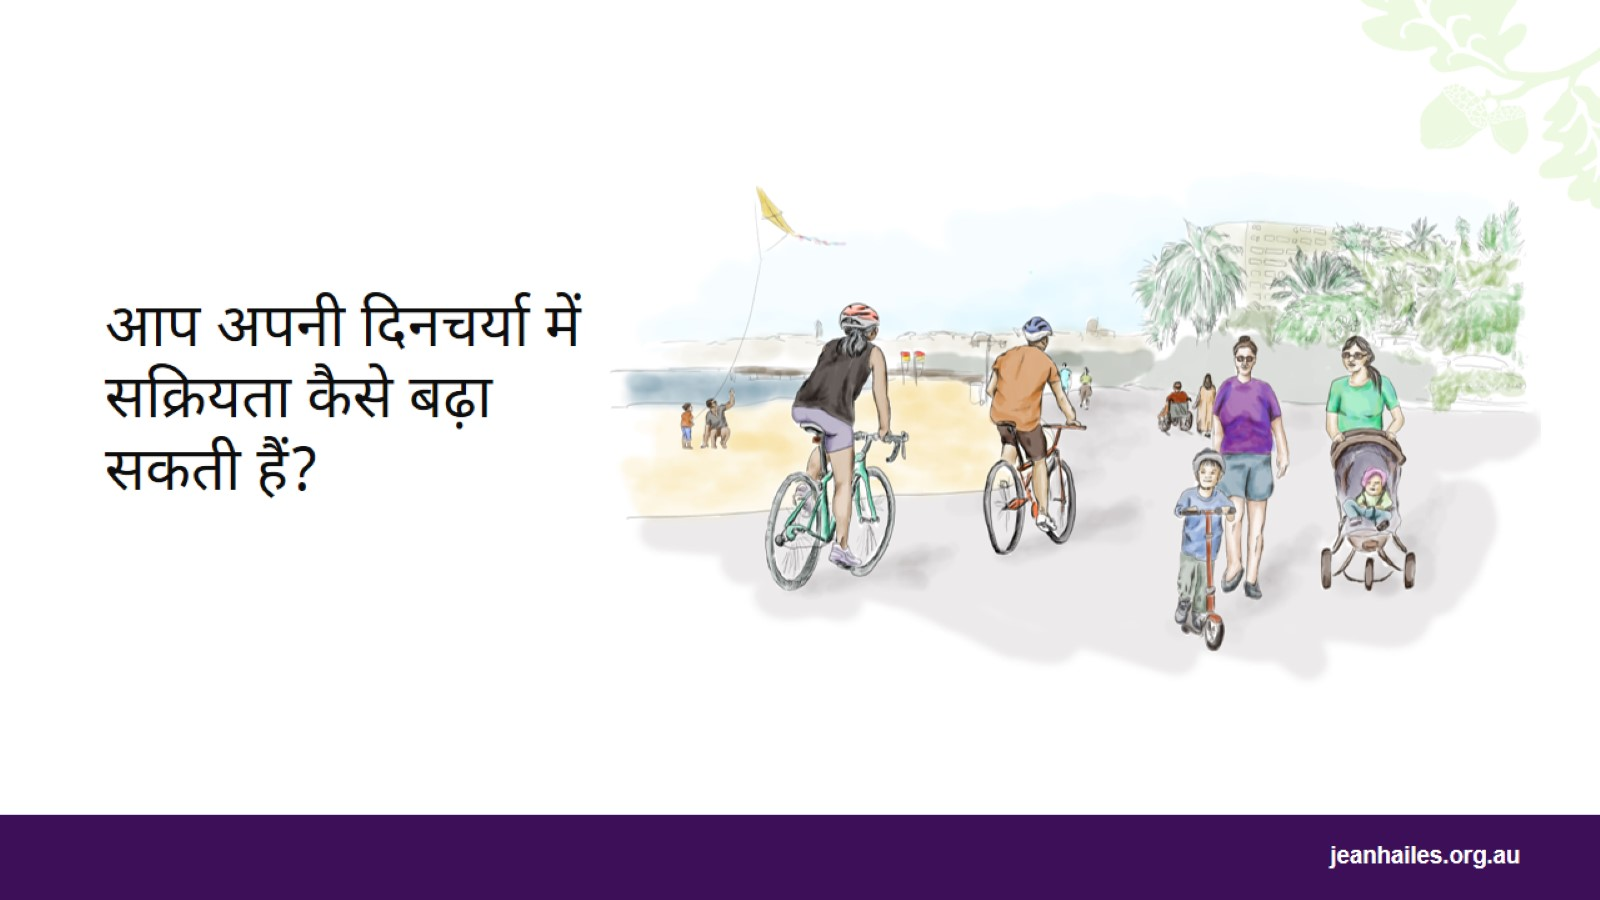 आप अपनी दिनचर्या में
सक्रियता कैसे बढ़ा
सकती हैं?
jeanhailes.org.au